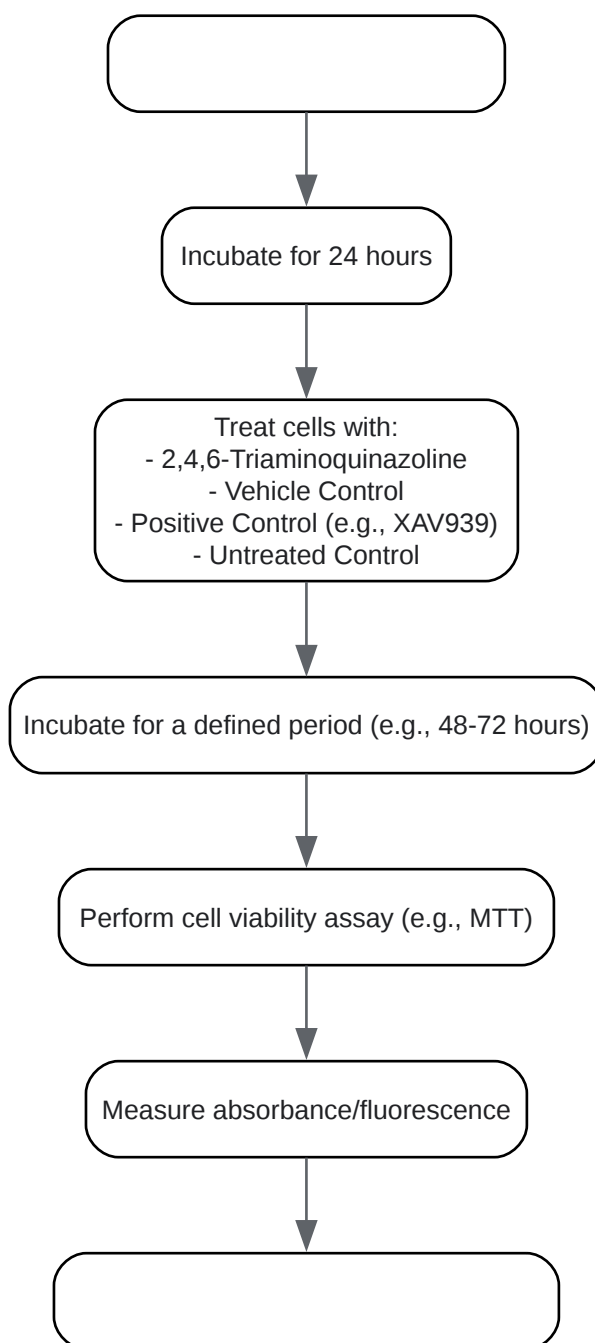 Incubate for 24 hours
Treat cells with:
- 2,4,6-Triaminoquinazoline
- Vehicle Control
- Positive Control (e.g., XAV939)
- Untreated Control
Incubate for a defined period (e.g., 48-72 hours)
Perform cell viability assay (e.g., MTT)
Measure absorbance/fluorescence